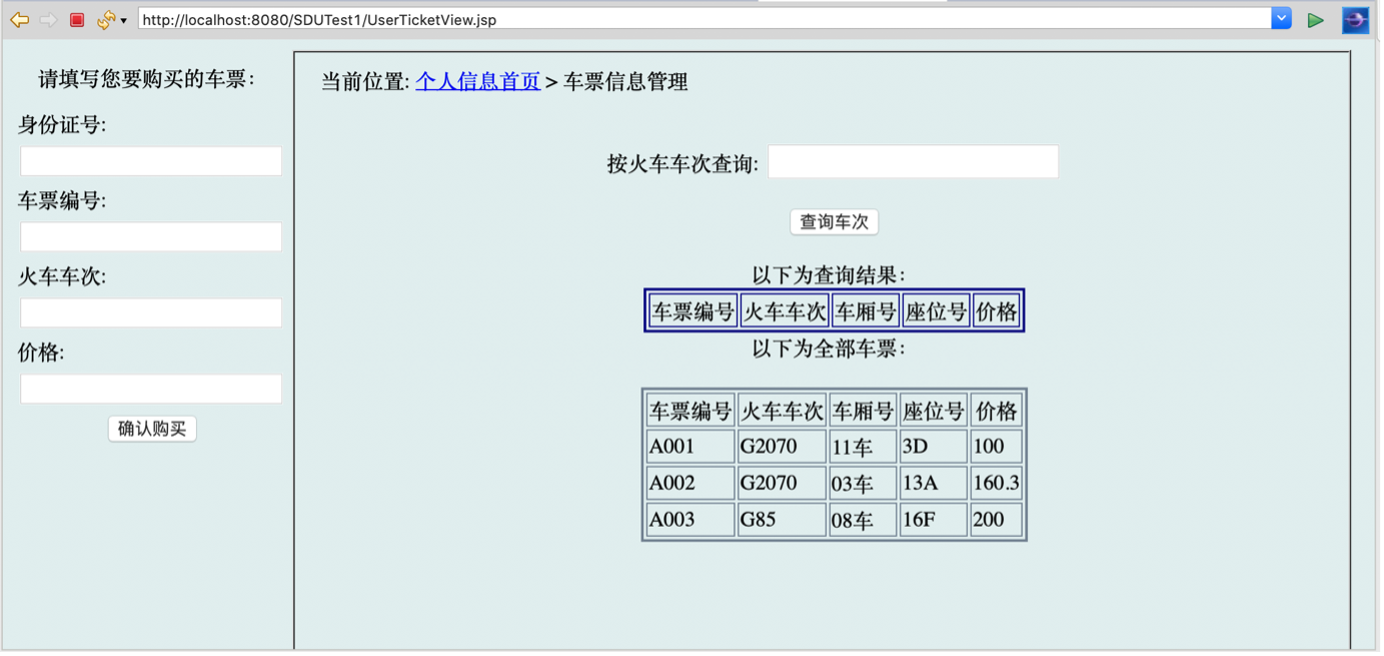 http://localhost:8080/SDUTest1/UserTicketView.jsp
请填写您要购买的车票：
身份证号:
车票编号:
火车车次:
价格:
确认购买
当前位置: 个人信息首页 > 车票信息管理
按火车车次查询:
查询车次
以下为查询结果：
车票编号 火车车次 车厢号 座位号 价格
以下为全部车票：
车票编号 火车车次 车厢号 座位号 价格
A001 G2070 11车 3D 100
A002 G2070 03车 13A 160.3
A003 G85 08车 16F 200